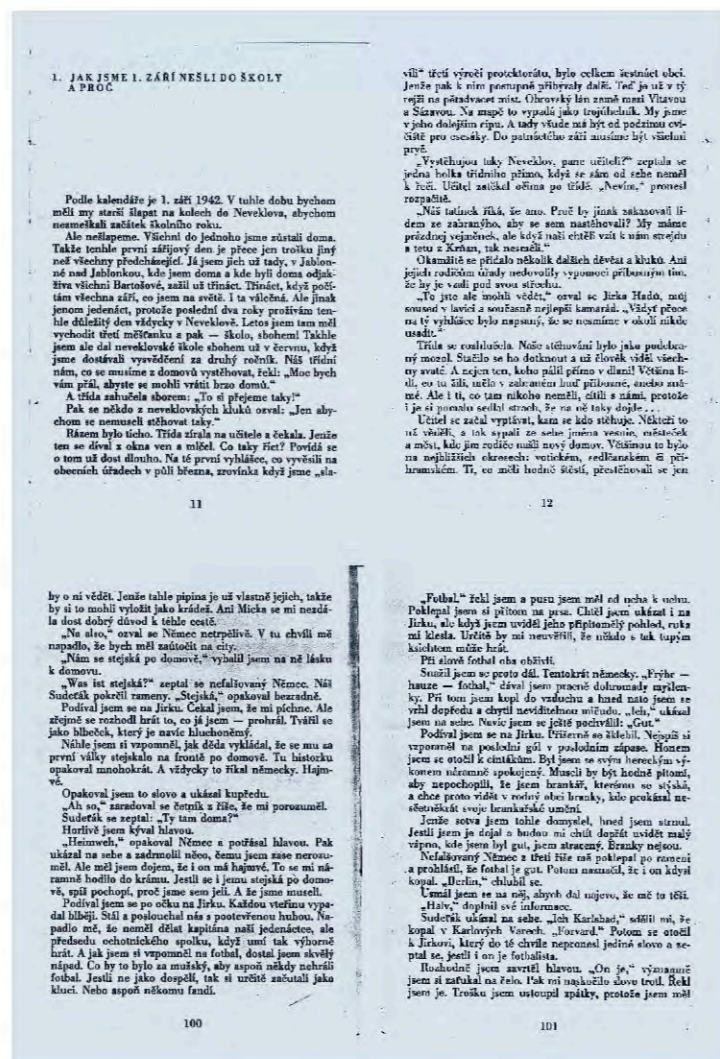 1. JAK JSME 1. ZÁŘÍ NEŠLI DO ŠKOLY
A PROČ
Podle kalendáře je 1. září 1942. V tuhle dobu bychom
měli my starší šlapat na kolech do Neveklova, abychom
nezmeškali začátek školního roku.
Ale nešlapeme. Všichni do jednoho jsme zůstali doma.
Takže tenhle první zářijový den je přece jen trošku jiný
než všechny předcházející. Já jsem jich už tady, v Jablon-
né nad Jablonkou, kde jsem doma a kde byli doma odjak-
živa všichni Bartošové, zažil už třináct. Třináct, když počí-
tám všechna září, co jsem na světě. I ta válečná. Ale jinak
jenom jedenáct, protože poslední dva roky prožívám ten-
hle důležitý den vždycky v Neveklově. Letos jsem tam měl
vychodit třetí měšťanku a pak — školo, sbohem! Takhle
jsem ale dal neveklovské škole sbohem už v červnu, když
jsme dostávali vysvědčení za druhý ročník. Náš třídní
nám, co se musíme z domovů vystěhovat, řekl: „Moc bych
vám přál, abyste se mohli vrátit brzo domů.“
A třída zahučela sborem: „To si přejeme taky!“
Pak se někdo z neveklovských kluků ozval: „Jen aby-
chom se nemuseli stěhovat taky.“
Rázem bylo ticho. Třída zírala na učitele a čekala. Jenže
ten se díval z okna ven a mlčel. Co taky říct? Povídá se
o tom už dost dlouho. Na té první vyhlášce, co vyvěsili na
obecních úřadech v půli března, zrovínka když jsme „sla-
11
vili“ třetí výročí protektorátu, bylo celkem šestnáct obcí.
Jenže pak k nim postupně přibývaly další. Teď je už v tý
rejži na pětadvacet míst. Obrovský lán země mezi Vltavou
a Sázavou. Na mapě to vypadá jako trojúhelník. My jsme
v jeho dolejším cípu. A tady všude má být od podzimu cvi-
čiště pro esesáky. Do patnáctého září musíme být všichni
pryč.
„Vystěhujou taky Neveklov, pane učiteli?“ zeptala se
jedna holka třídního přímo, když se sám od sebe neměl
k řeči. Učitel zatěkal očima po třídě. „Nevím,“ pronesl
rozpačitě.
„Náš tatínek říká, že ano. Proč by jinak zakazovali li-
dem ze zabranýho, aby se sem nastěhovali? My máme
prázdnej vejměnek, ale když naši chtěli vzít k nám strejdu
a tetu z Krňan, tak nesměli.“
Okamžitě se přidalo několik dalších děvčat a kluků. Ani
jejich rodičům úřady nedovolily vypomoci příbuzným tím,
že by je vzali pod svou střechu.
„To jste ale mohli vědět,“ ozval se Jirka Hadů, můj
soused v lavici a současně nejlepší kamarád. „Vždyť přece
na tý vyhlášce bylo napsaný, že se nesmíme v okolí nikde
usadit.“
Třída se rozhlučela. Naše stěhování bylo jako podebra-
ný mozol. Stačilo se ho dotknout a už člověk viděl všech-
ny svaté. A nejen ten, koho pálil přímo v dlani! Většina li-
dí, co tu žili, měla v zabraném buď příbuzné, anebo zná-
mé. Ale i ti, co tam nikoho neměli, cítili s námi, protože
i je si pomalu sedlal strach, že na ně taky dojde...
Učitel se začal vyptávat, kam se kdo stěhuje. Někteří to
už věděli, a tak sypali ze sebe jména vesnic, městeček
a měst, kde jim rodiče našli nový domov. Většinou to bylo
na nejbližších okresech: votickém, sedlčanském či pří-
bramském. Ti, co měli hodně štěstí, přestěhovali se jen
12
by o ní vědět. Jenže tahle pipina je už vlastně jejich, takže
by si to mohli vyložit jako krádež. Ani Micka se mi nezdá-
la dost dobrý důvod k téhle cestě.
„Na also,“ ozval se Němec netrpělivě. V tu chvíli mě
napadlo, že bych měl zaútočit na city.
„Nám se stejská po domově,“ vybalil jsem na ně lásku
k domovu.
„Was ist stejská?“ zeptal se nefalšovaný Němec. Náš
Sudeťák pokrčil rameny. „Stejská,“ opakoval bezradně.
Podíval jsem se na Jirku. Čekal jsem, že mi píchne. Ale
zřejmě se rozhodl hrát to, co já jsem — prohrál. Tvářil se
jako blbeček, který je navíc hluchoněmý.
Náhle jsem si vzpomněl, jak děda vykládal, že se mu za
první války stejskalo na frontě po domově. Tu historku
opakoval mnohokrát. A vždycky to říkal německy. Hajm-
vé.
Opakoval jsem to slovo a ukázal kupředu.
„Ah so,“ zaradoval se četník z říše, že mi porozuměl.
Sudeťák se zeptal: „Ty tam doma?“
Horlivě jsem kýval hlavou.
„Heimweh,“ opakoval Němec a potřásal hlavou. Pak
ukázal na sebe a zadrmolil něco, čemu jsem zase nerozu-
měl. Ale měl jsem dojem, že i on má hajmvé. To se mi ná-
ramně hodilo do krámu. Jestli se i jemu stejská po domo-
vě, spíš pochopí, proč jsme sem jeli. A že jsme museli.
Podíval jsem se po očku na Jirku. Každou vteřinu vypa-
dal blběji. Stál a poslouchal nás s pootevřenou hubou. Na-
padlo mě, že neměl dělat kapitána naší jedenáctce, ale
předsedu ochotnického spolku, když umí tak výborně
hrát. A jak jsem si vzpomněl na fotbal, dostal jsem skvělý
nápad. Co by to bylo za mužský, aby aspoň někdy nehráli
fotbal. Jestli ne jako dospělí, tak si určitě začutali jako
kluci. Nebo aspoň někomu fandí.
100
„Fotbal,“ řekl jsem a pusu jsem měl od ucha k uchu.
Poklepal jsem si přitom na prsa. Chtěl jsem ukázat i na
Jirku, ale když jsem uviděl jeho přitomělý pohled, ruka
mi klesla. Určitě by mi neuvěřili, že někdo s tak tupým
ksichtem může hrát.
Při slově fotbal oba obživli.
Snažil jsem se proto dál. Tentokrát německy. „Frýhr —
hauze — fotbal,“ dával jsem pracně dohromady myšlen-
ky. Při tom jsem kopl do vzduchu a hned nato jsem se
vrhl dopředu a chytil neviditelnou mičudu. „Ich,“ ukázal
jsem na sebe. Navíc jsem se ještě pochválil: „Gut.“
Podíval jsem se na Jirku. Příšerně se šklebil. Nejspíš si
vzpomněl na poslední gól v posledním zápase. Honem
jsem se otočil k četníkům. Byl jsem se svým hereckým vý-
konem náramně spokojený. Museli by být hodně pitomí,
aby nepochopili, že jsem brankář, kterému se stýská,
a chce proto vidět v rodný obci branky, kde prokázal ne-
sčetněkrát svoje brankářské umění.
Jenže sotva jsem tohle domyslel, hned jsem strnul.
Jestli jsem je dojal a budou mi chtít dopřát uvidět malý
vápno, kde jsem byl gut, jsem ztracený. Branky nejsou.
Nefalšovaný Němec z třetí říše mě poklepal po rameni
a prohlásil, že fotbal je gut. Potom naznačil, že i on kdysi
kopal. „Berlin,“ chlubil se.
Usmál jsem se na něj, abych dal najevo, že mě to těší.
„Halv,“ doplnil své informace.
Sudeťák ukázal na sebe. „Ich Karlsbad,“ sdělil mi, že
kopal v Karlových Varech. „Forvard.“ Potom se otočil
k Jirkovi, který do té chvíle nepronesl jediné slovo a ze-
ptal se, jestli i on je fotbalista.
Rozhodně jsem zavrtěl hlavou. „On je,“ významně
jsem si zaťukal na čelo. Pak mi naskočilo slovo trotl. Řekl
jsem je. Trošku jsem ustoupil zpátky, protože jsem měl
101